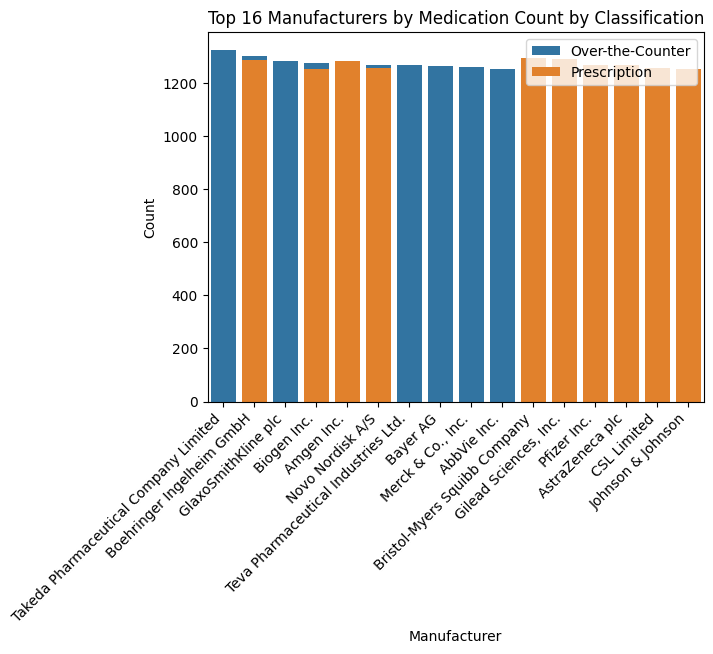 Top 16 Manufacturers by Medication Count by Classification
Over-the-Counter
Prescription
Count
1200
1000
800
600
400
200
0
Takeda Pharmaceutical Company Limited
Boehringer Ingelheim GmbH
GlaxoSmithKline plc
Biogen Inc.
Amgen Inc.
Novo Nordisk A/S
Teva Pharmaceutical Industries Ltd.
Bayer AG
Merck & Co., Inc.
AbbVie Inc.
Bristol-Myers Squibb Company
Gilead Sciences, Inc.
Pfizer Inc.
AstraZeneca plc
CSL Limited
Johnson & Johnson
Manufacturer